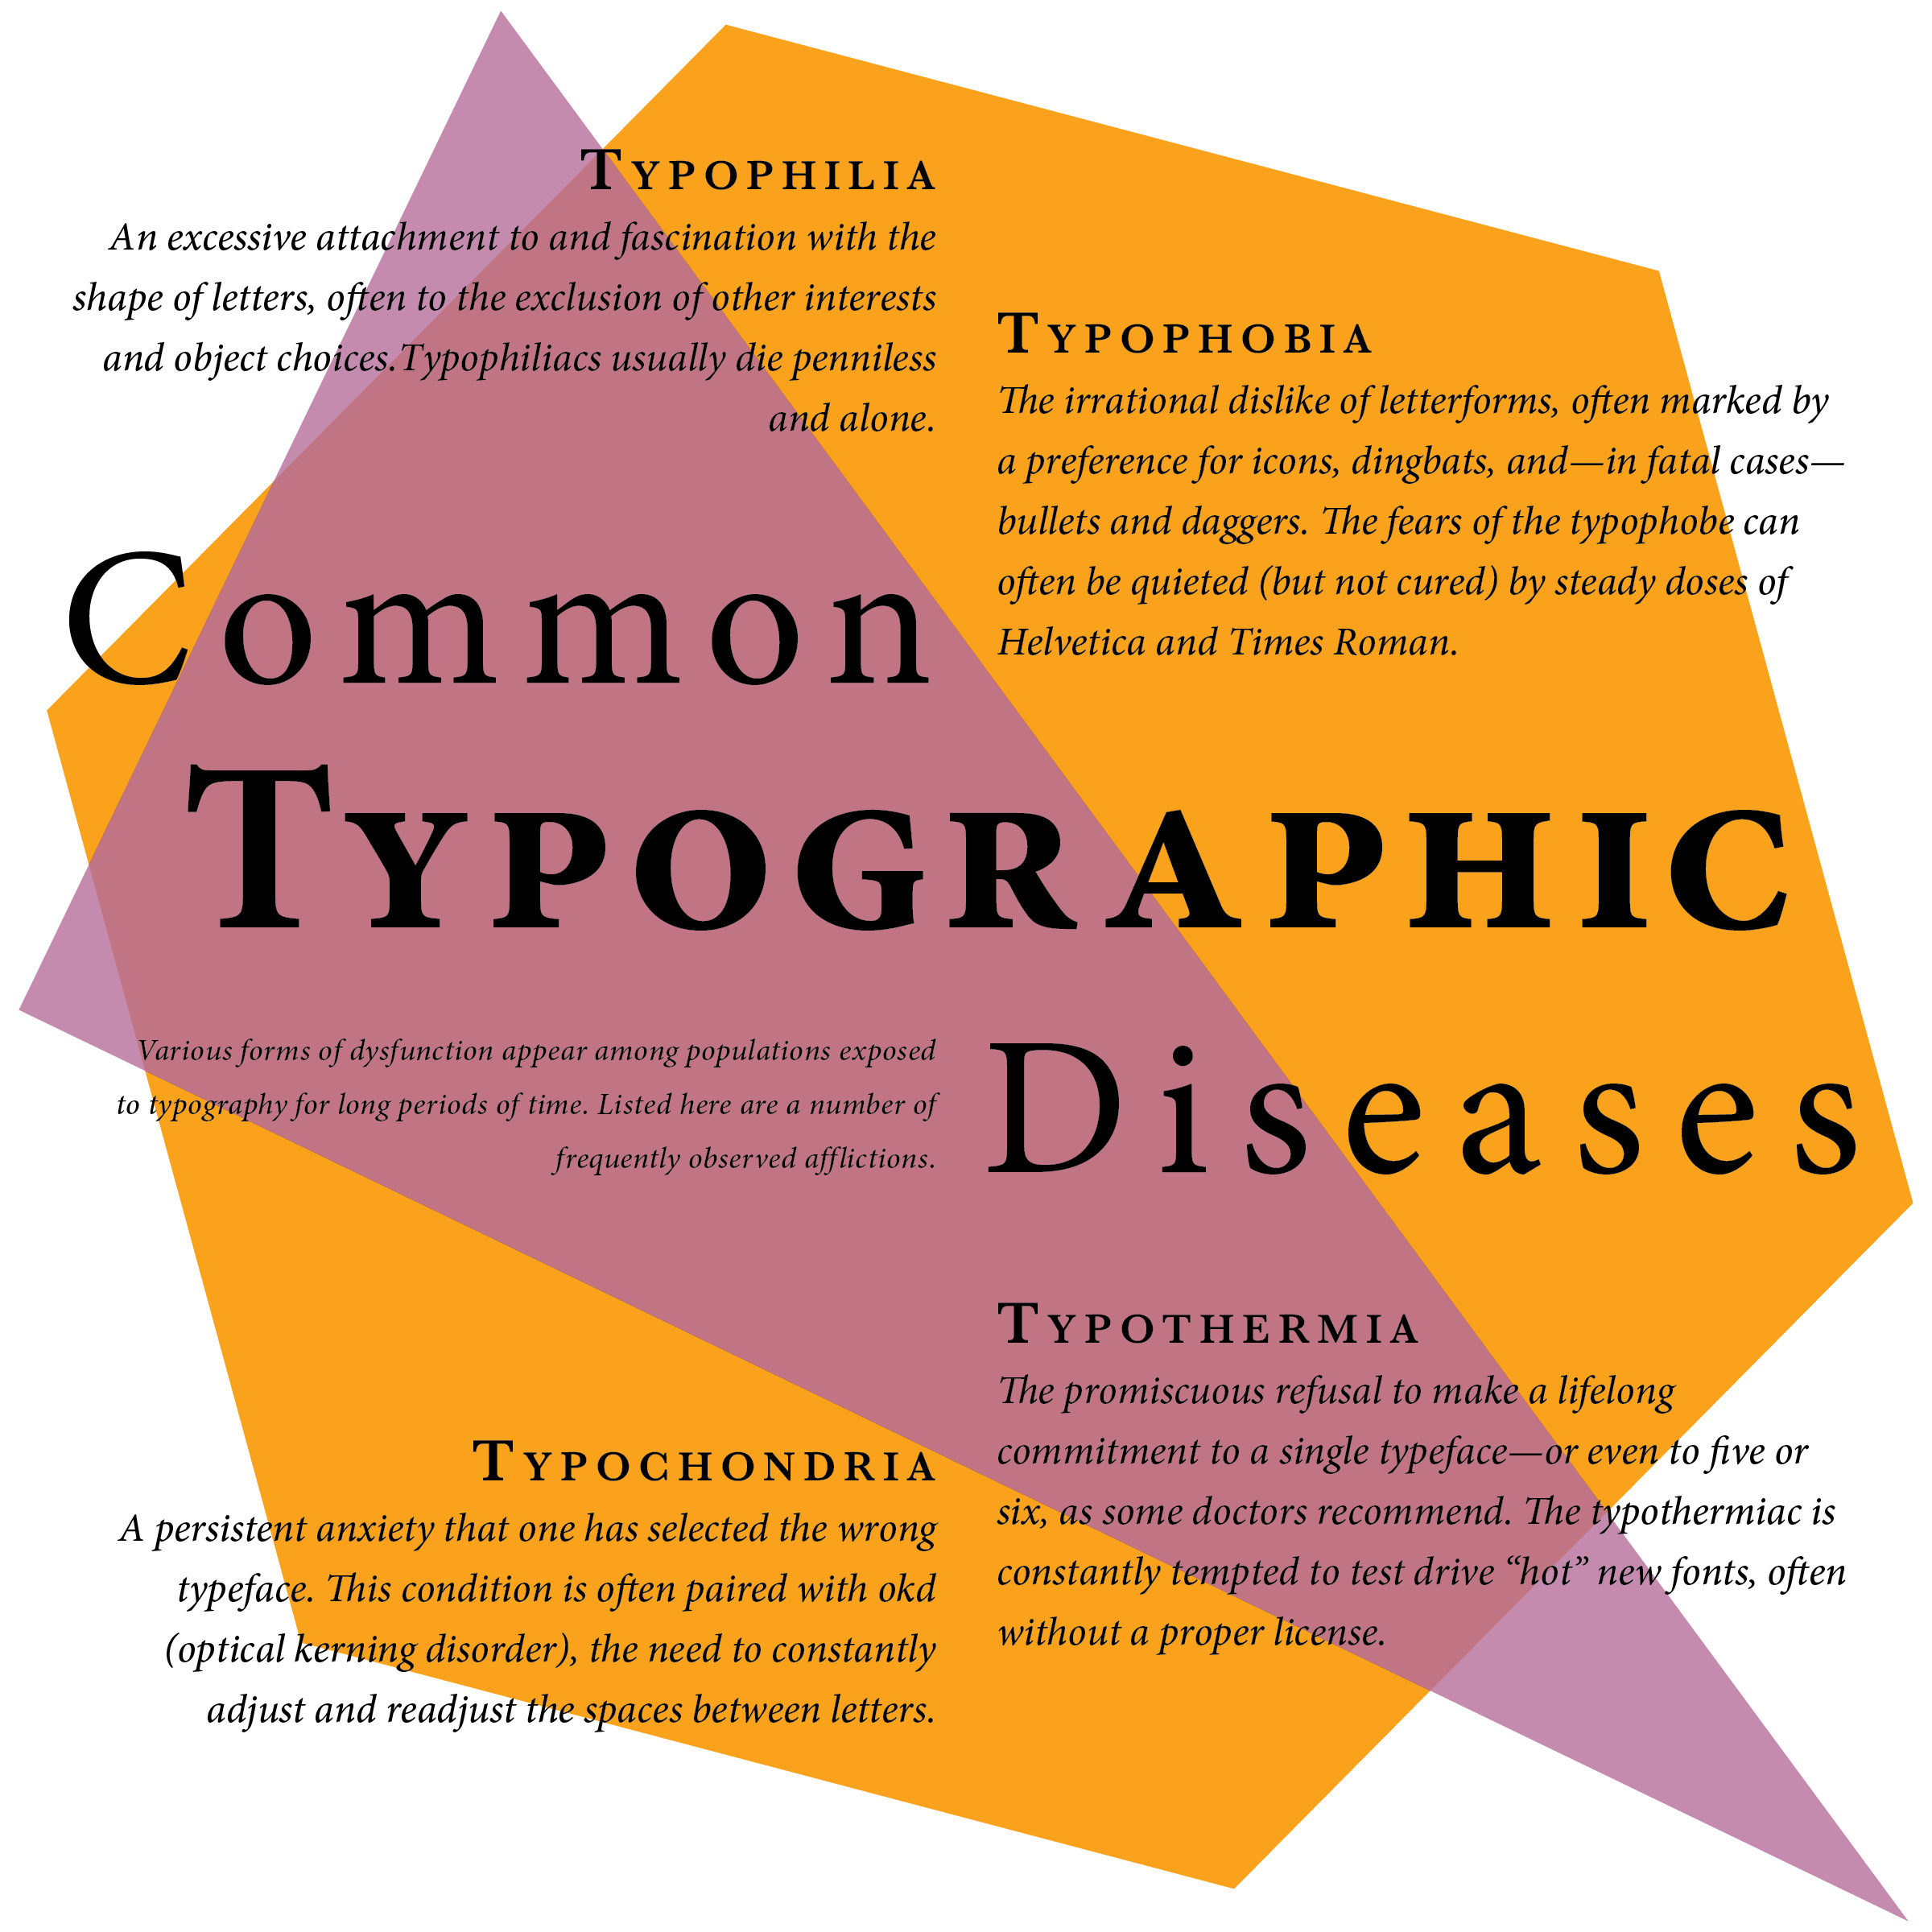 Typophilia
An excessive attachment to and fascination with the
shape of letters, often to the exclusion of other interests
and object choices.Typophiliacs usually die penniless
and alone.
Typophobia
The irrational dislike of letterforms, often marked by
a preference for icons, dingbats, and—in fatal cases—
bullets and daggers. The fears of the typophobe can
often be quieted (but not cured) by steady doses of
Helvetica and Times Roman.
Common
Typographic
Diseases
Various forms of dysfunction appear among populations exposed
to typography for long periods of time. Listed here are a number of
frequently observed afflictions.
Typochondria
A persistent anxiety that one has selected the wrong
typeface. This condition is often paired with okd
(optical kerning disorder), the need to constantly
adjust and readjust the spaces between letters.
Typothermia
The promiscuous refusal to make a lifelong
commitment to a single typeface—or even to five or
six, as some doctors recommend. The typothermiac is
constantly tempted to test drive “hot” new fonts, often
without a proper license.